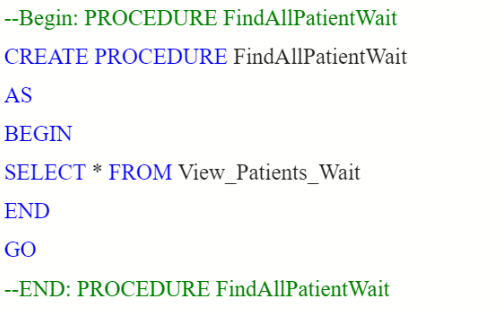 --Begin: PROCEDURE FindAllPatientWait
CREATE PROCEDURE FindAllPatientWait
AS
BEGIN
SELECT * FROM View_Patients_Wait
END
GO
--END: PROCEDURE FindAllPatientWait